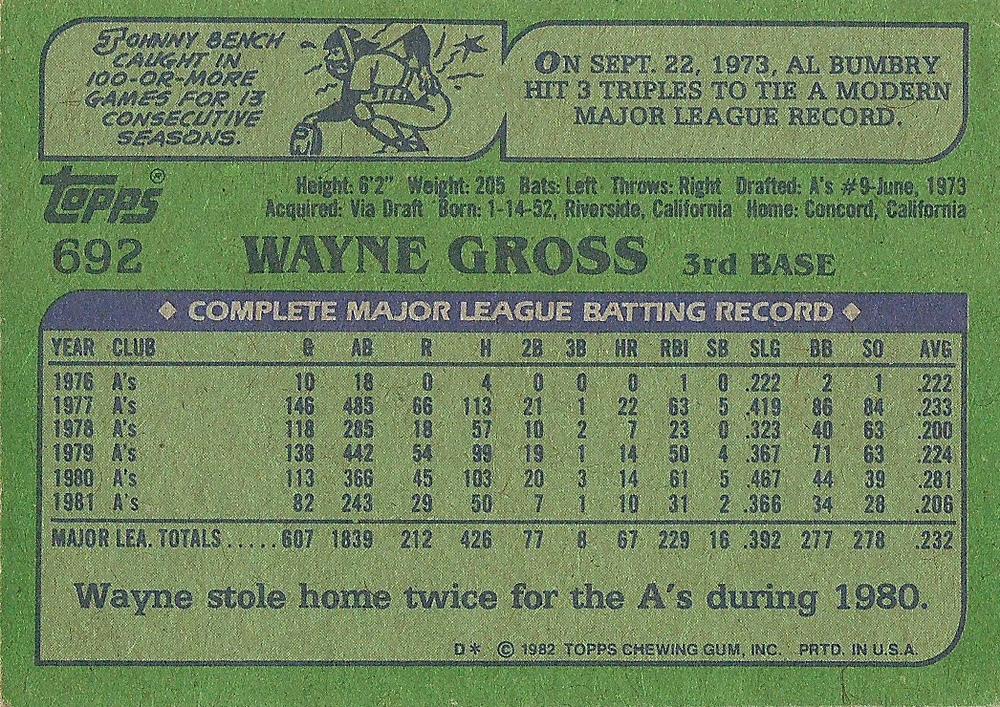 JOHNNY BENCH
CAUGHT IN
100-OR-MORE
GAMES FOR 13
CONSECUTIVE
SEASONS.
ON SEPT. 22, 1973, AL BUMBRY
HIT 3 TRIPLES TO TIE A MODERN
MAJOR LEAGUE RECORD.
Topps®
Height: 6'2" Weight: 205 Bats: Left Throws: Right Drafted: A's #9-June, 1973
Acquired: Via Draft Born: 1-14-52, Riverside, California Home: Concord, California
692 WAYNE GROSS 3rd BASE
◆ COMPLETE MAJOR LEAGUE BATTING RECORD ◆
YEAR CLUB G AB R H 2B 3B HR RBI SB SLG BB SO AVG
1976 A's 10 18 0 4 0 0 0 1 0 .222 2 1 .222
1977 A's 146 485 66 113 21 1 22 63 5 .419 86 84 .233
1978 A's 118 285 18 57 10 2 7 23 0 .323 40 63 .200
1979 A's 138 442 54 99 19 1 14 50 4 .367 71 63 .224
1980 A's 113 366 45 103 20 3 14 61 5 .467 44 39 .281
1981 A's 82 243 29 50 7 1 10 31 2 .366 34 28 .206
MAJOR LEA. TOTALS.....607 1839 212 426 77 8 67 229 16 .392 277 278 .232
Wayne stole home twice for the A's during 1980.
D* © 1982 TOPPS CHEWING GUM, INC. PRTD. IN U.S.A.